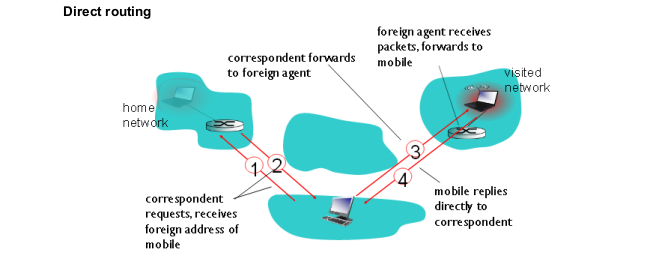 Direct routing
foreign agent receives
packets, forwards to
mobile
correspondent forwards
to foreign agent
visited
network
home
network
3
1
2
4
correspondent
requests, receives
foreign address of
mobile
mobile replies
directly to
correspondent